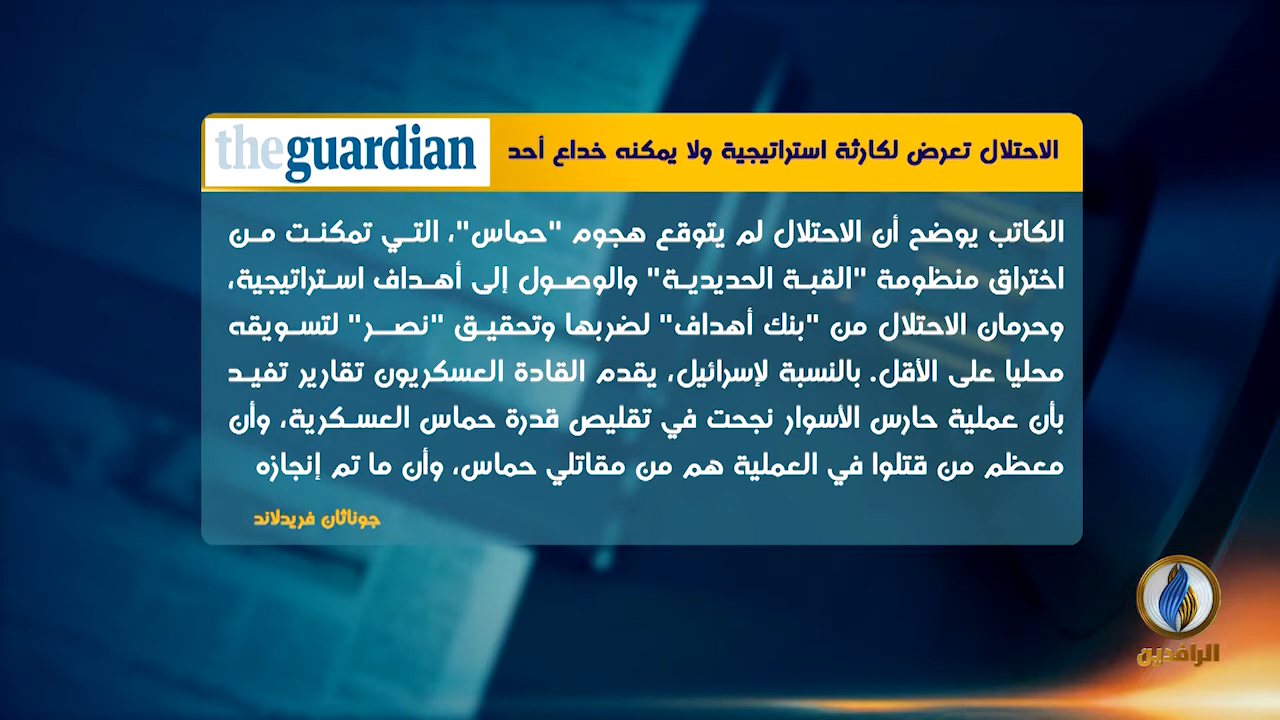 the guardian
الاحتلال تعرض لكارثة استراتيجية ولا يمكنه خداع أحد
الكاتب يوضح أن الاحتلال لم يتوقع هجوم "حماس"، التي تمكنت من
اختراق منظومة "القبة الحديدية" والوصول إلى أهداف استراتيجية،
وحرمان الاحتلال من "بنك أهداف" لضربها وتحقيق "نصر" لتسويقه
محليا على الأقل. بالنسبة لإسرائيل، يقدم القادة العسكريون تقارير تفيد
بأن عملية حارس الأسوار نجحت في تقليص قدرة حماس العسكرية، وأن
معظم من قتلوا في العملية هم من مقاتلي حماس، وأن ما تم إنجازه
جوناثان فريدلاند
الرافدين